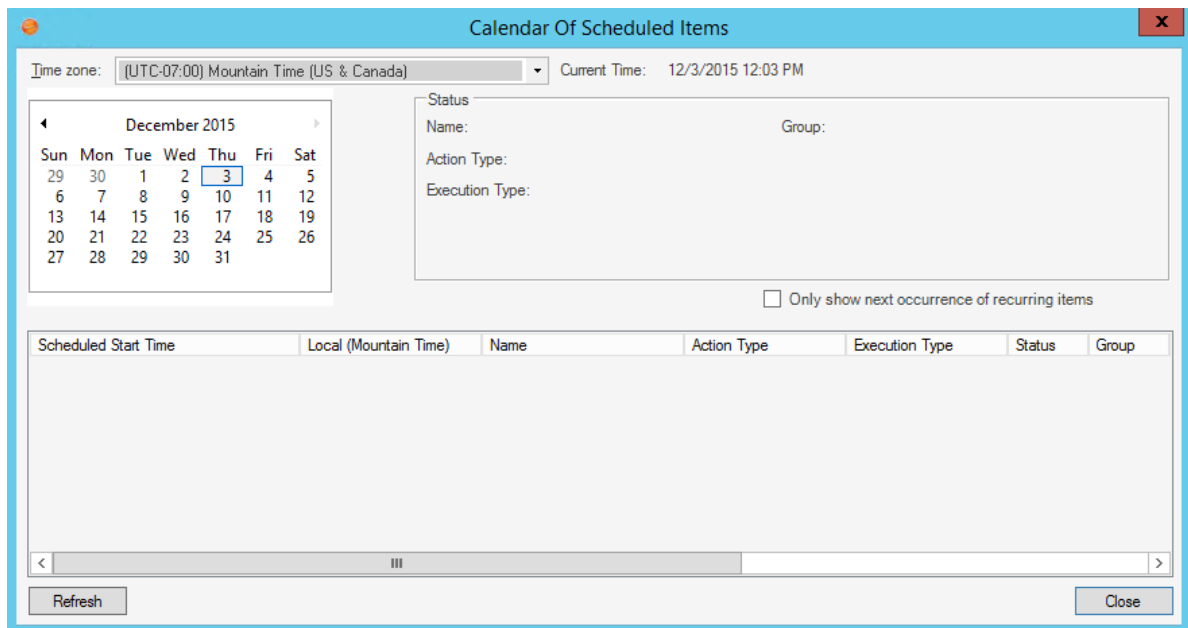 Calendar Of Scheduled Items
x
Time zone: (UTC-07:00) Mountain Time (US & Canada) Current Time: 12/3/2015 12:03 PM
December 2015
Sun Mon Tue Wed Thu Fri Sat
29 30 1 2 3 4 5
6 7 8 9 10 11 12
13 14 15 16 17 18 19
20 21 22 23 24 25 26
27 28 29 30 31
Status
Name: Group:
Action Type:
Execution Type:
Only show next occurrence of recurring items
Scheduled Start Time Local (Mountain Time) Name Action Type Execution Type Status Group
Refresh Close